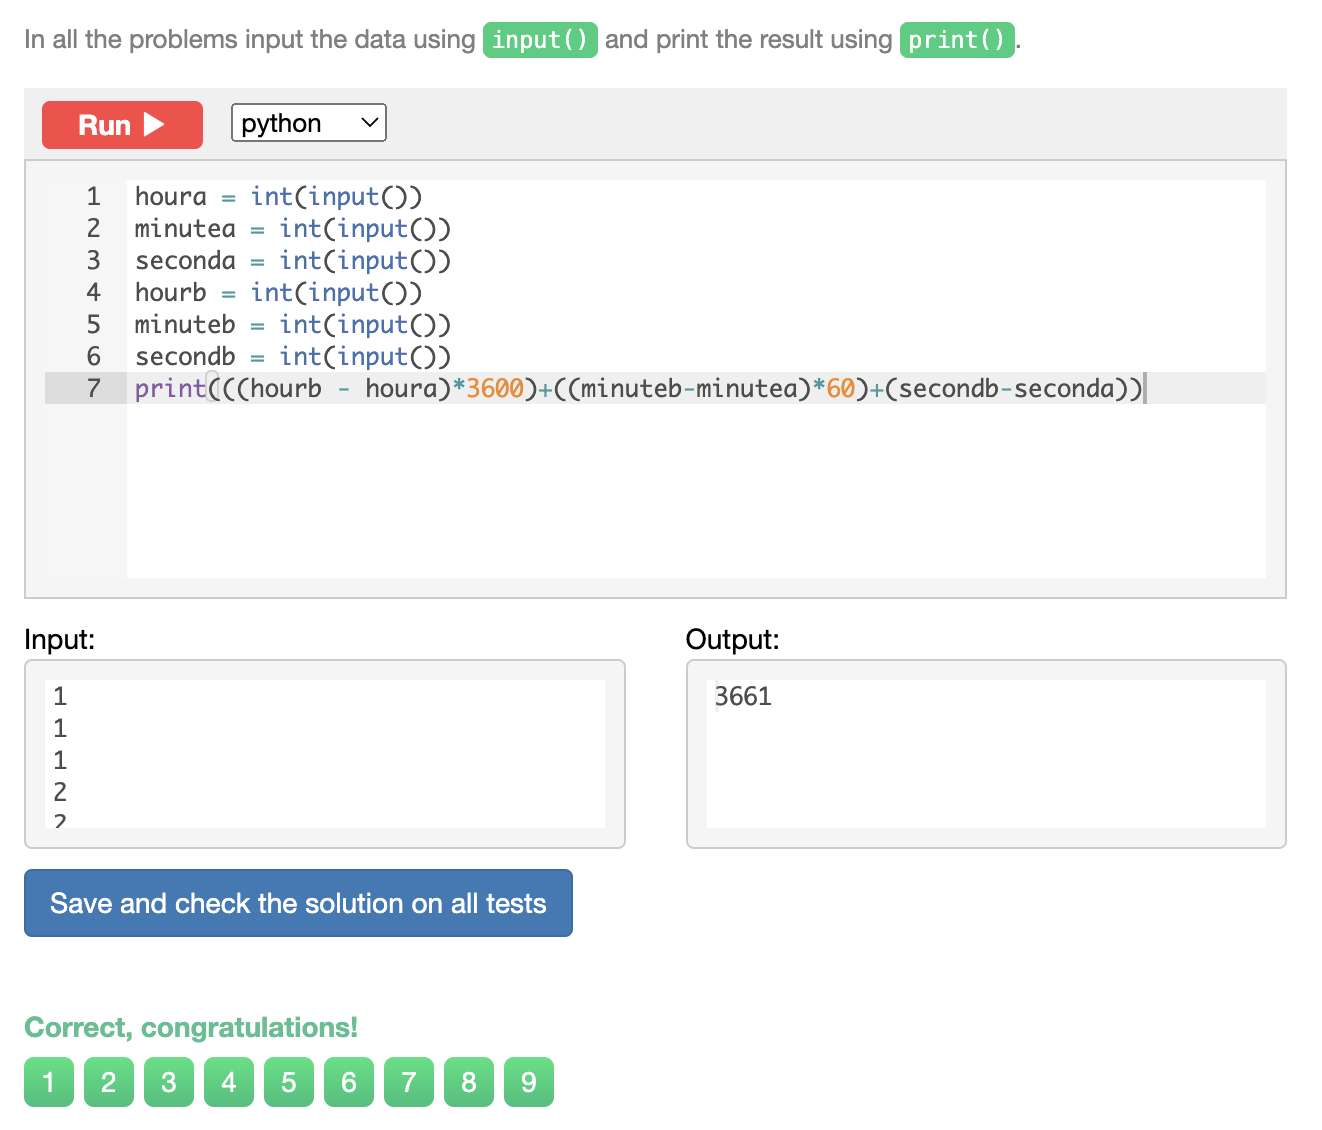 In all the problems input the data using input() and print the result using print().
Run
python
1 houra = int(input())
2 minutea = int(input())
3 seconda = int(input())
4 hourb = int(input())
5 minuteb = int(input())
6 secondb = int(input())
7 print(((hourb - houra)*3600)+((minuteb-minutea)*60)+(secondb-seconda))
Input:
1
1
1
2
2
Output:
3661
Save and check the solution on all tests
Correct, congratulations!
1 2 3 4 5 6 7 8 9